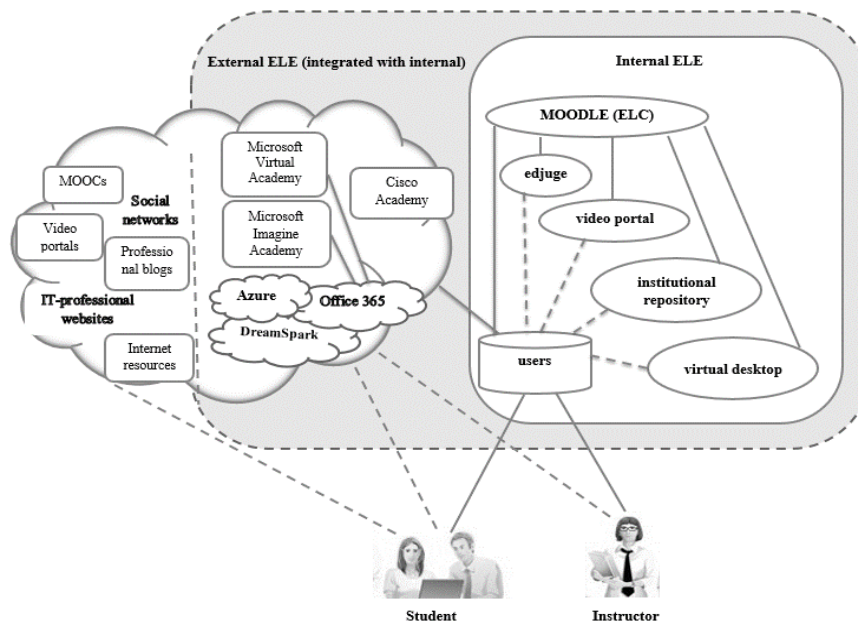 External ELE (integrated with internal)
Internal ELE
MOODLE (ELC)
edjuge
video portal
institutional
repository
virtual desktop
users
Microsoft
Virtual
Academy
Cisco
Academy
Microsoft
Imagine
Academy
Azure
Office 365
DreamSpark
MOOCs
Social
networks
Video
portals
Professio
nal blogs
IT-professional
websites
Internet
resources
Student
Instructor